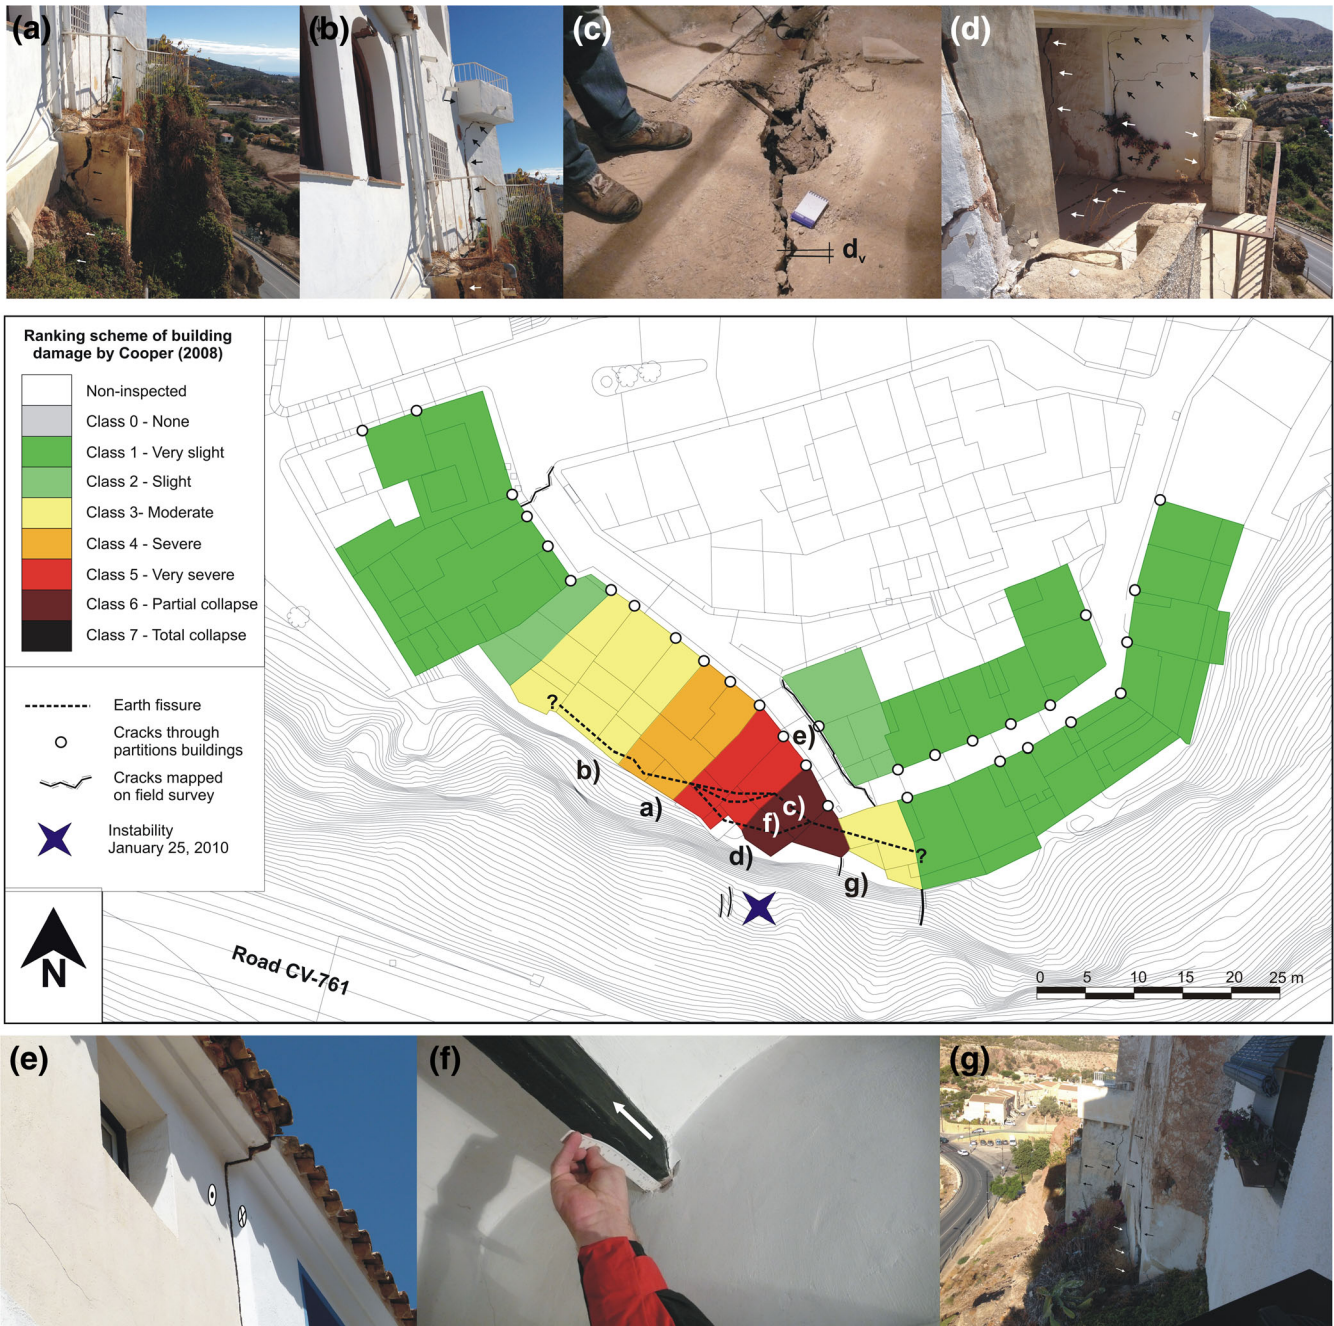 (a)
(b)
(c)
(d)
dv
Ranking scheme of building
damage by Cooper (2008)
Non-inspected
Class 0 - None
Class 1 - Very slight
Class 2 - Slight
Class 3- Moderate
Class 4 - Severe
Class 5 - Very severe
Class 6 - Partial collapse
Class 7 - Total collapse
Earth fissure
Cracks through
partitions buildings
Cracks mapped
on field survey
Instability
January 25, 2010
N
?
b)
a)
e)
c)
f)
d)
g)
?
Road CV-761
0 5 10 15 20 25 m
(e)
(f)
(g)